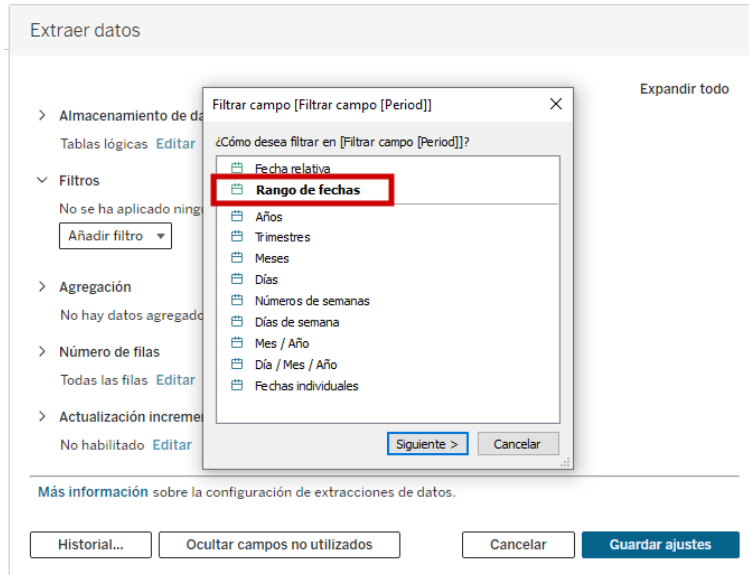 Extraer datos
Expandir todo
Almacenamiento de da
Tablas lógicas Editar
Filtros
No se ha aplicado ning
Añadir filtro
Agregación
No hay datos agregado
Número de filas
Todas las filas Editar
Actualización increme
No habilitado Editar
Filtrar campo [Filtrar campo [Period]]
¿Cómo desea filtrar en [Filtrar campo [Period]]?
Fecha relativa
Rango de fechas
Años
Trimestres
Meses
Días
Números de semanas
Días de semana
Mes / Año
Día / Mes / Año
Fechas individuales
Siguiente >
Cancelar
Más información sobre la configuración de extracciones de datos.
Historial...
Ocultar campos no utilizados
Cancelar
Guardar ajustes